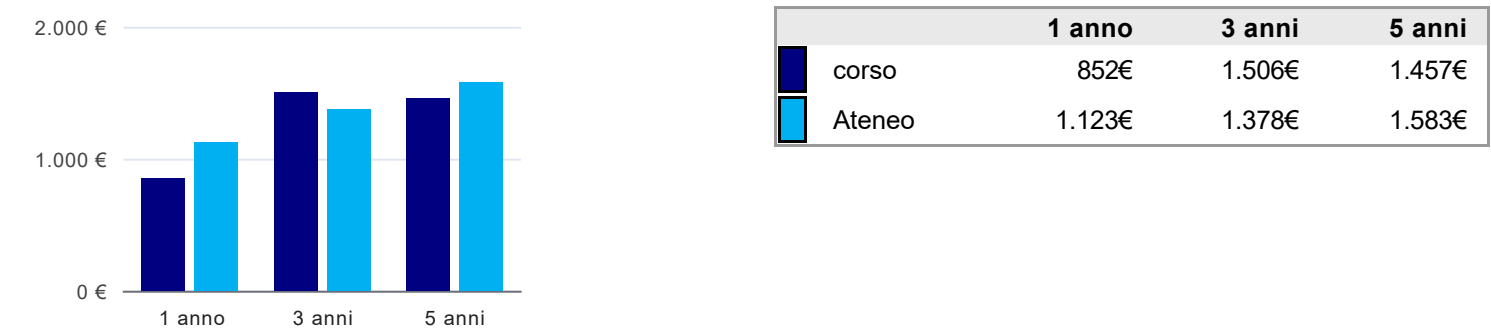 2.000 €
1.000 €
0 €
1 anno 3 anni 5 anni
1 anno 3 anni 5 anni
corso 852€ 1.506€ 1.457€
Ateneo 1.123€ 1.378€ 1.583€